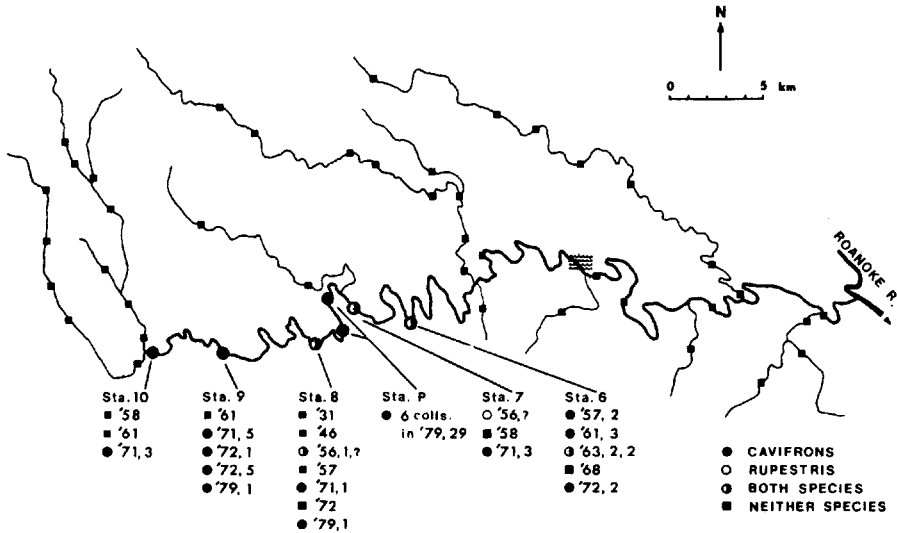 N
0 5 km
ROANOKE R.
Sta. 10
'58
'61
'71, 3
Sta. 9
'61
'71, 5
'72, 1
'72, 5
'79, 1
Sta. 8
'31
'46
'56, 1, ?
'57
'71, 1
'72
'79, 1
Sta. P
6 colls.
in '79, 29
Sta. 7
'56, ?
'58
'71, 3
Sta. 6
'57, 2
'61, 3
'63, 2, 2
'68
'72, 2
CAVIFRONS
RUPESTRIS
BOTH SPECIES
NEITHER SPECIES